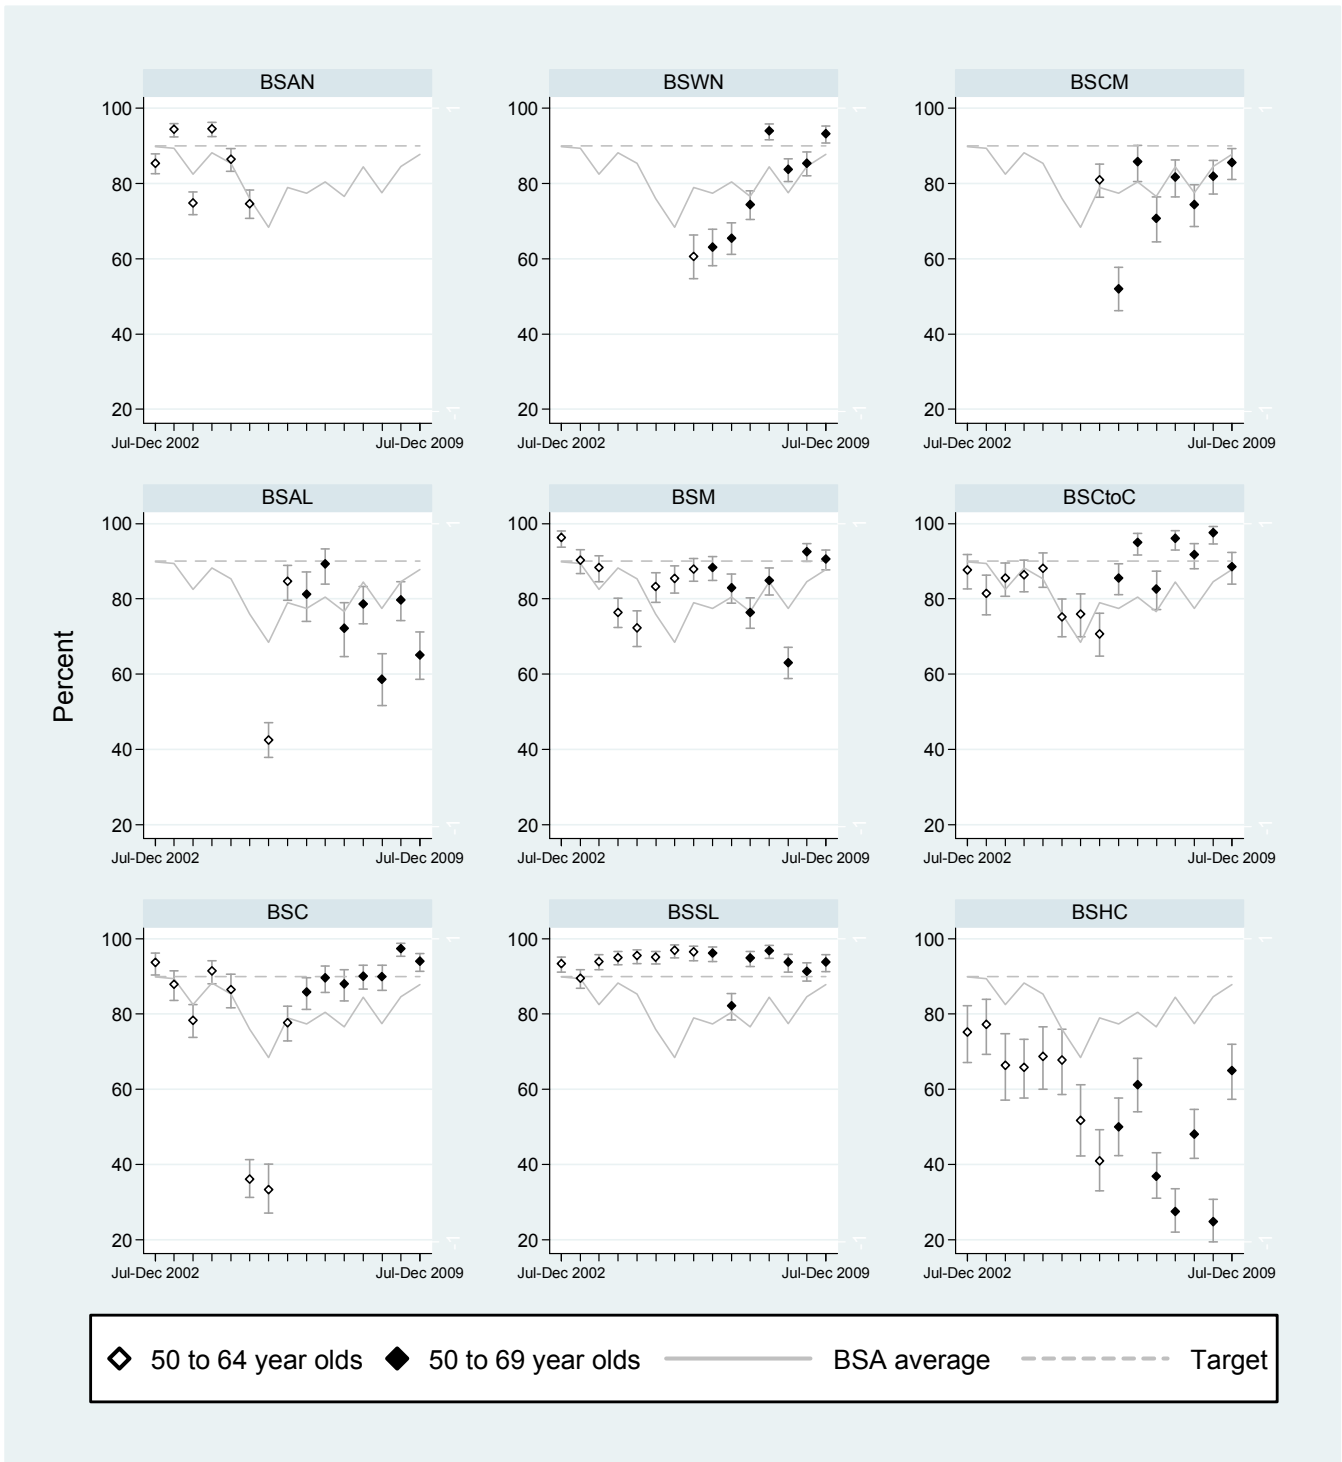 BSAN BSWN BSCM
100 100 100
80 80 80
60 60 60
40 40 40
20 20 20
Jul-Dec 2002 Jul-Dec 2009 Jul-Dec 2002 Jul-Dec 2009 Jul-Dec 2002 Jul-Dec 2009
BSAL BSM BSCtoC
100 100 100
80 80 80
60 60 60
40 40 40
20 20 20
Jul-Dec 2002 Jul-Dec 2009 Jul-Dec 2002 Jul-Dec 2009 Jul-Dec 2002 Jul-Dec 2009
Percent
BSC BSSL BSHC
100 100 100
80 80 80
60 60 60
40 40 40
20 20 20
Jul-Dec 2002 Jul-Dec 2009 Jul-Dec 2002 Jul-Dec 2009 Jul-Dec 2002 Jul-Dec 2009
50 to 64 year olds 50 to 69 year olds BSA average Target